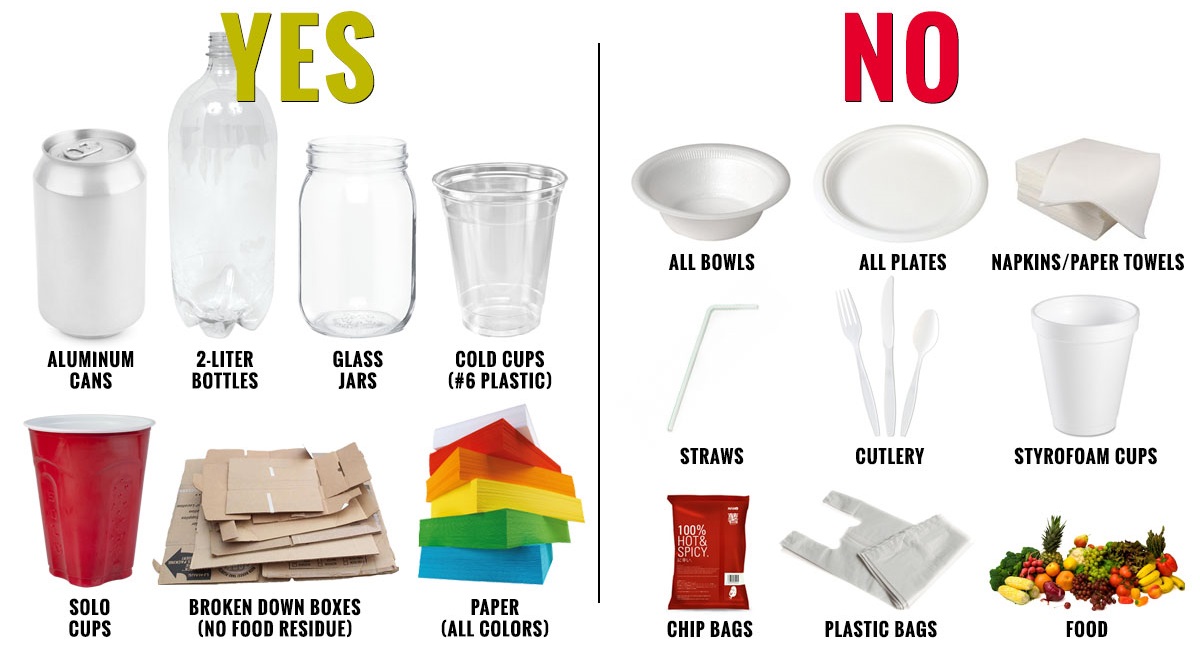 YES
NO
ALUMINUM
CANS
2-LITER
BOTTLES
GLASS
JARS
COLD CUPS
(#6 PLASTIC)
SOLO
CUPS
BROKEN DOWN BOXES
(NO FOOD RESIDUE)
PAPER
(ALL COLORS)
ALL BOWLS
ALL PLATES
NAPKINS/PAPER TOWELS
STRAWS
CUTLERY
STYROFOAM CUPS
100%
HOT&
SPICY.
CHIP BAGS
PLASTIC BAGS
FOOD